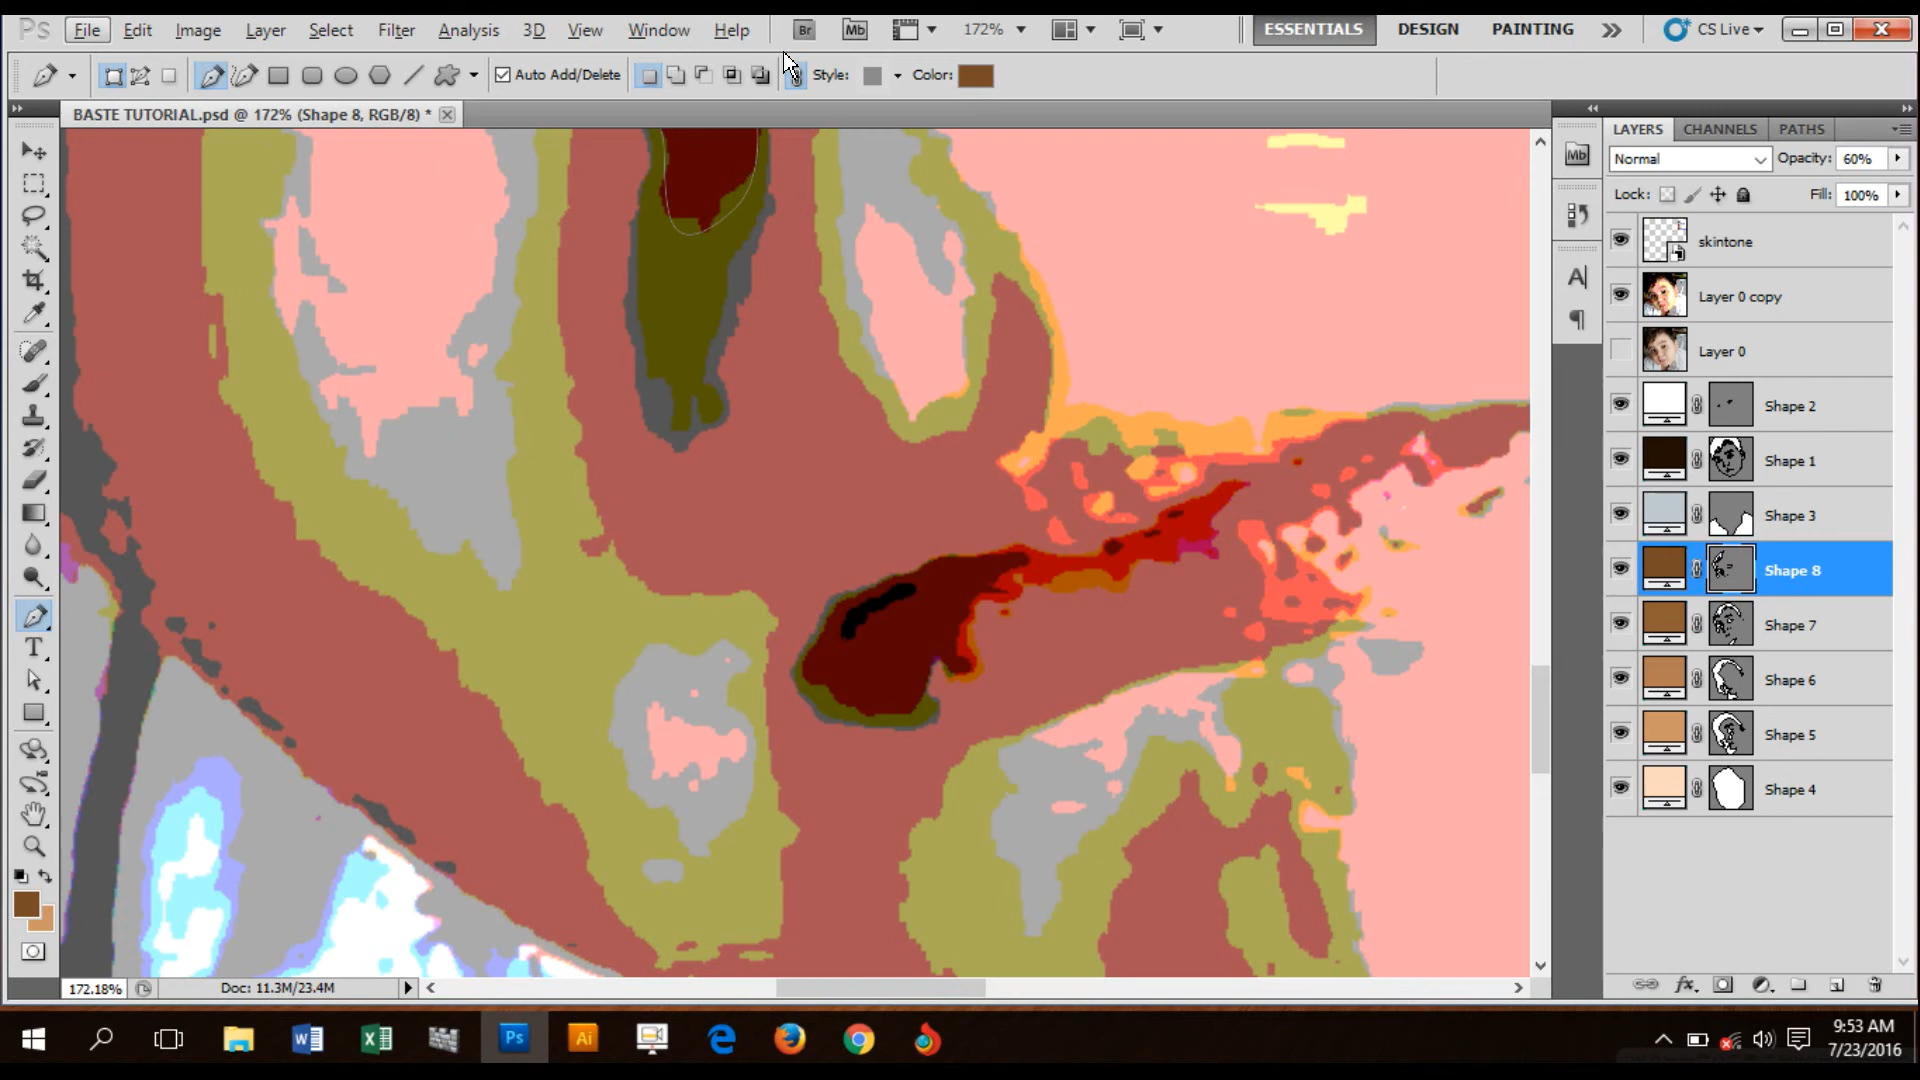 Ps File Edit Image Layer Select Filter Analysis 3D View Window Help Br Mb 172% ESSENTIALS DESIGN PAINTING CS Live
Auto Add/Delete Style: Color:
BASTE TUTORIAL.psd @ 172% (Shape 8, RGB/8) *
LAYERS CHANNELS PATHS
Mb
Normal Opacity: 60%
Lock: Fill: 100%
skintone
Layer 0 copy
Layer 0
Shape 2
Shape 1
Shape 3
Shape 8
Shape 7
Shape 6
Shape 5
Shape 4
172.18% Doc: 11.3M/23.4M
Ps Ai
9:53 AM
7/23/2016